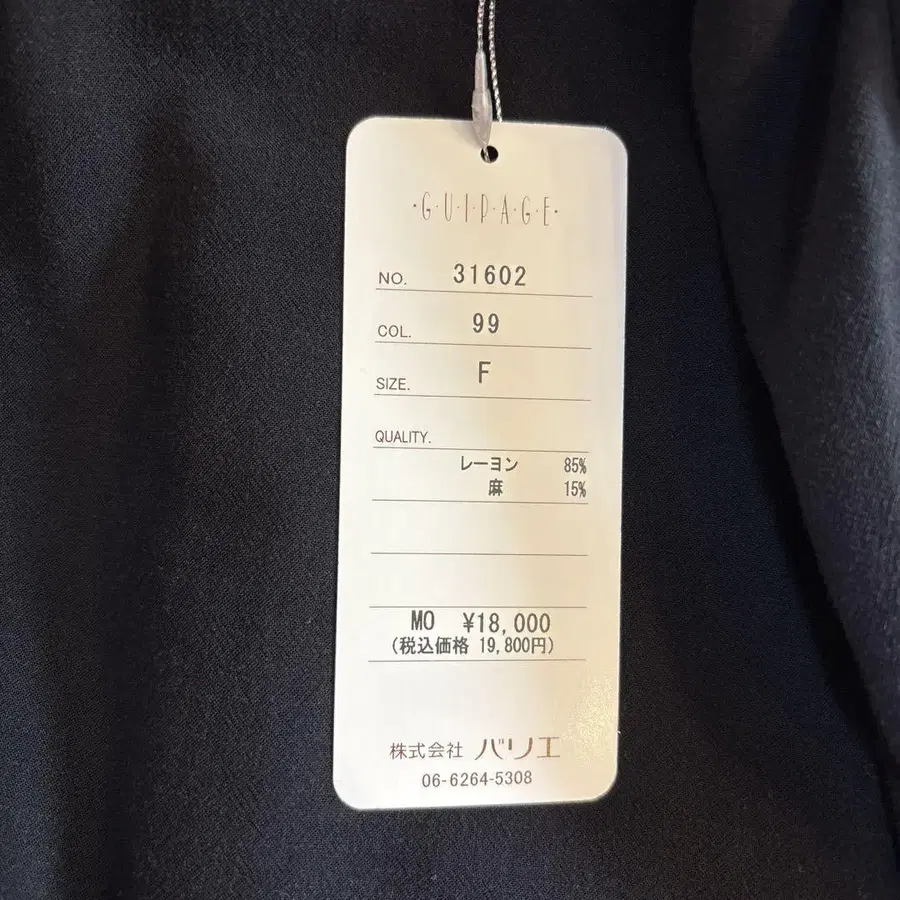 ·G·U·I·P·A·G·E·
NO. 31602
COL. 99
SIZE. F
QUALITY.
レーヨン 85%
麻 15%
MO ¥18,000
(税込価格 19,800円)
株式会社 バリエ
06-6264-5308